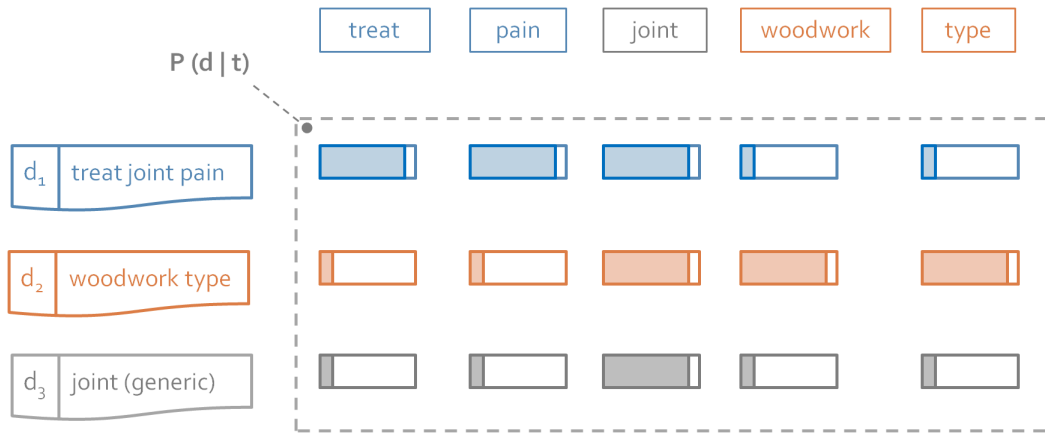 treat pain joint woodwork type
P (d | t)
d₁ treat joint pain
d₂ woodwork type
d₃ joint (generic)